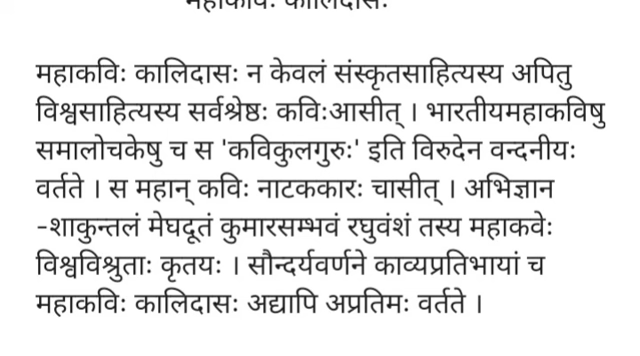 महाकविः कालिदासः
महाकविः कालिदासः न केवलं संस्कृतसाहित्यस्य अपितु
विश्वसाहित्यस्य सर्वश्रेष्ठः कविःआसीत् । भारतीयमहाकविषु
समालोचकेषु च स 'कविकुलगुरुः' इति विरुदेन वन्दनीयः
वर्तते । स महान् कविः नाटककारः चासीत् । अभिज्ञान
-शाकुन्तलं मेघदूतं कुमारसम्भवं रघुवंशं तस्य महाकवेः
विश्वविश्रुताः कृतयः । सौन्दर्यवर्णने काव्यप्रतिभायां च
महाकविः कालिदासः अद्यापि अप्रतिमः वर्तते ।